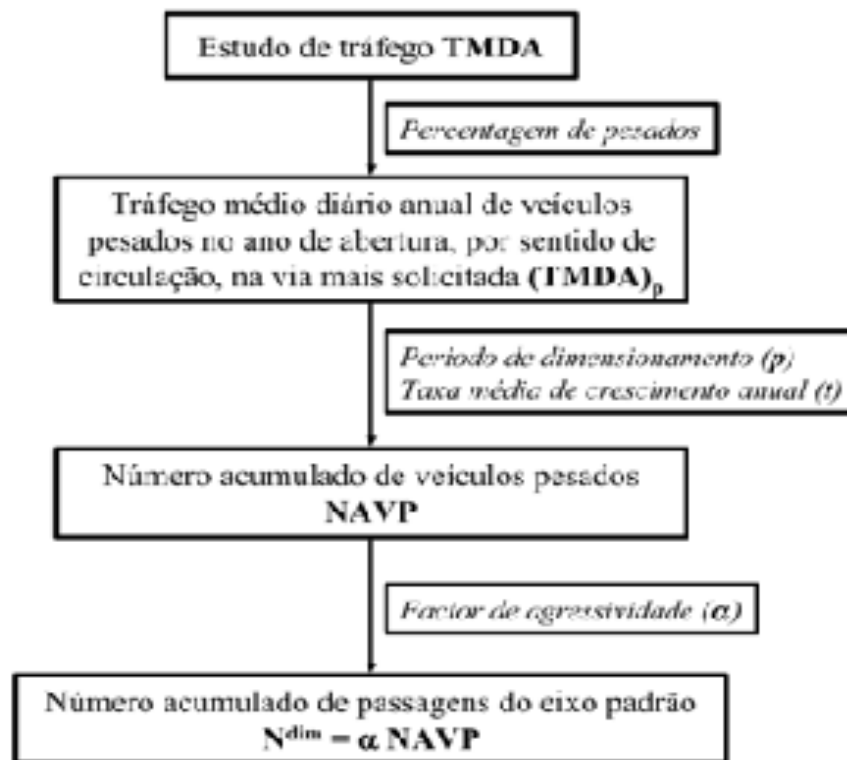 Estudo de tráfego TMDA
Percentagem de pesados
Tráfego médio diário anual de veículos
pesados no ano de abertura, por sentido de
circulação, na via mais solicitada (TMDA)p
Período de dimensionamento (p)
Taxa média de crescimento anual (t)
Número acumulado de veículos pesados
NAVP
Factor de agressividade (α)
Número acumulado de passagens do eixo padrão
Ndim = α NAVP